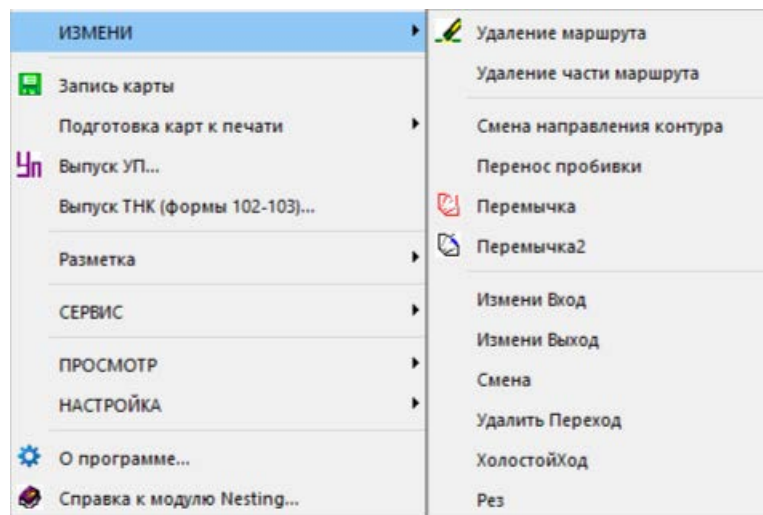 ИЗМЕНИ
Запись карты
Подготовка карт к печати
Уп Выпуск УП...
Выпуск ТНК (формы 102-103)...
Разметка
СЕРВИС
ПРОСМОТР
НАСТРОЙКА
О программе...
Справка к модулю Nesting...
Удаление маршрута
Удаление части маршрута
Смена направления контура
Перенос пробивки
Перемычка
Перемычка2
Измени Вход
Измени Выход
Смена
Удалить Переход
ХолостойХод
Рез